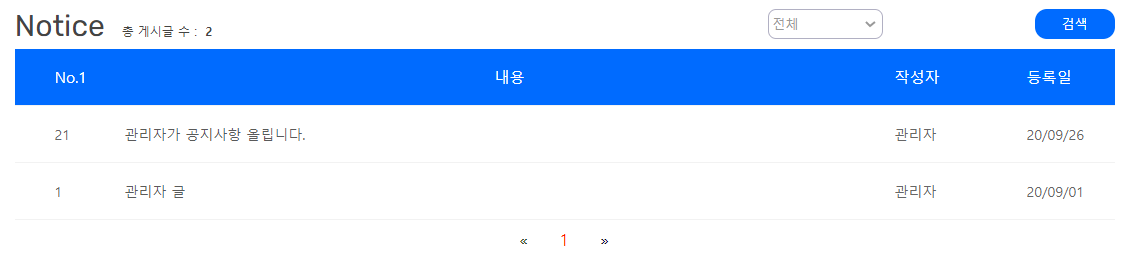 Notice 총 게시글 수 : 2 전체 검색
No.1 내용 작성자 등록일
21 관리자가 공지사항 올립니다. 관리자 20/09/26
1 관리자 글 관리자 20/09/01
« 1 »